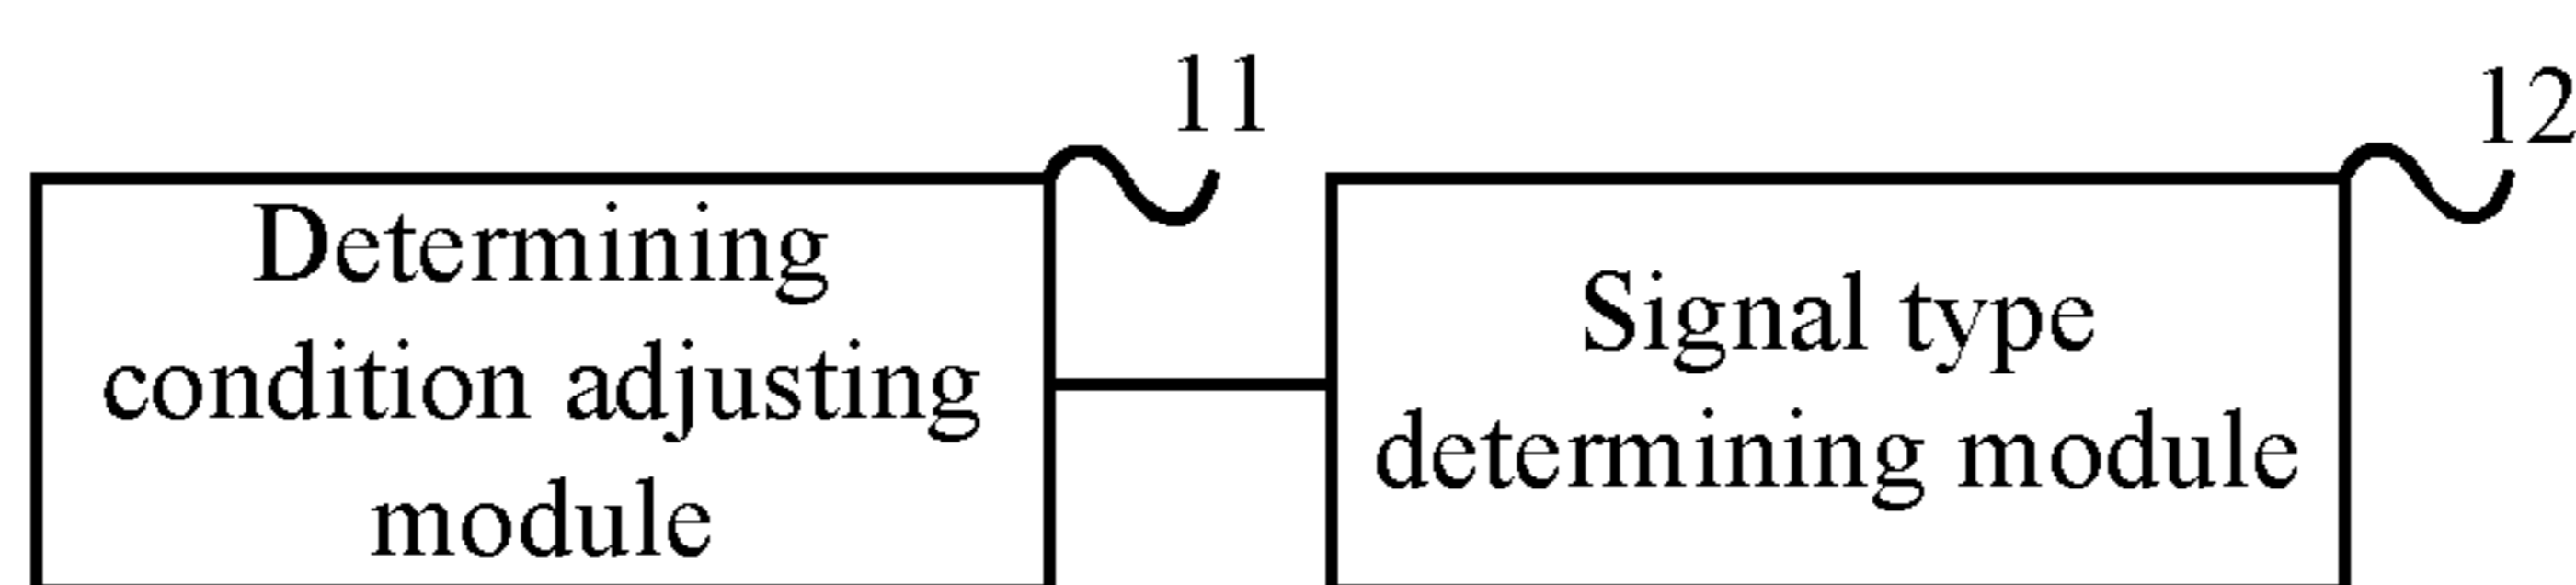 11
12
Determining
condition adjusting
module
Signal type
determining module